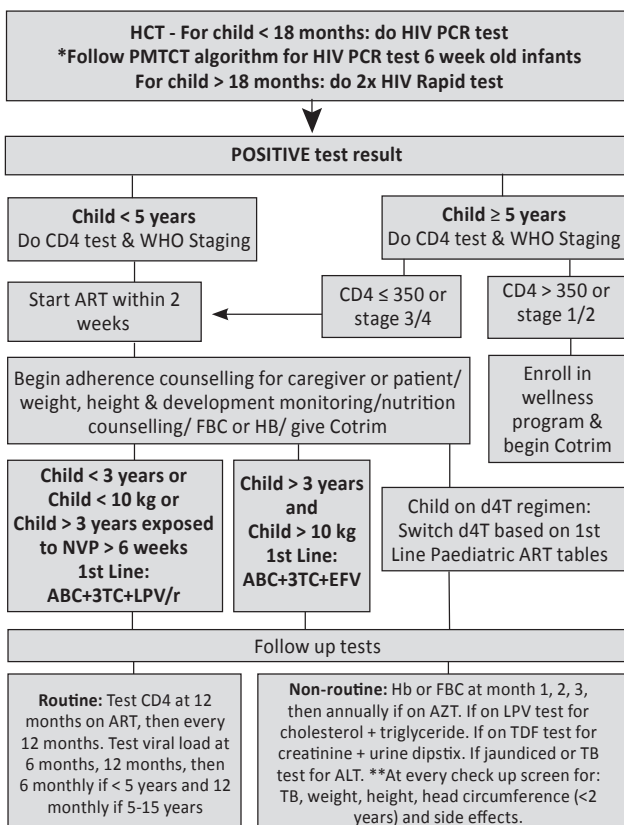 HCT - For child < 18 months: do HIV PCR test
*Follow PMTCT algorithm for HIV PCR test 6 week old infants
For child > 18 months: do 2x HIV Rapid test
POSITIVE test result
Child < 5 years
Do CD4 test & WHO Staging
Child ≥ 5 years
Do CD4 test & WHO Staging
Start ART within 2
weeks
CD4 ≤ 350 or
stage 3/4
CD4 > 350 or
stage 1/2
Begin adherence counselling for caregiver or patient/
weight, height & development monitoring/nutrition
counselling/ FBC or HB/ give Cotrim
Enroll in
wellness
program &
begin Cotrim
Child < 3 years or
Child < 10 kg or
Child > 3 years exposed
to NVP > 6 weeks
1st Line:
ABC+3TC+LPV/r
Child > 3 years
and
Child > 10 kg
1st Line:
ABC+3TC+EFV
Child on d4T regimen:
Switch d4T based on 1st
Line Paediatric ART tables
Follow up tests
Routine: Test CD4 at 12
months on ART, then every
12 months. Test viral load at
6 months, 12 months, then
6 monthly if < 5 years and 12
monthly if 5-15 years
Non-routine: Hb or FBC at month 1, 2, 3,
then annually if on AZT. If on LPV test for
cholesterol + triglyceride. If on TDF test for
creatinine + urine dipstix. If jaundiced or TB
test for ALT. **At every check up screen for:
TB, weight, height, head circumference (<2
years) and side effects.